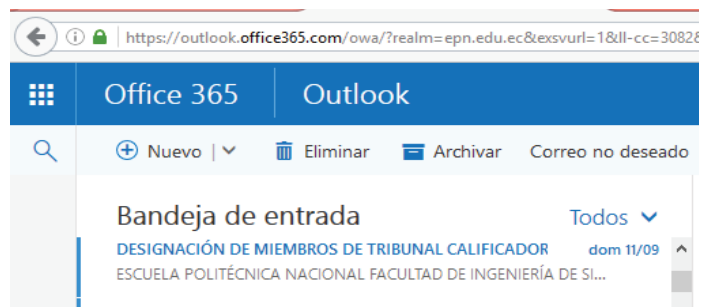 https://outlook.office365.com/owa/?realm=epn.edu.ec&exsvurl=1&ll-cc=3082&
Office 365 Outlook
Nuevo | Eliminar Archivar Correo no deseado
Bandeja de entrada Todos
DESIGNACIÓN DE MIEMBROS DE TRIBUNAL CALIFICADOR dom 11/09
ESCUELA POLITÉCNICA NACIONAL FACULTAD DE INGENIERÍA DE SI...